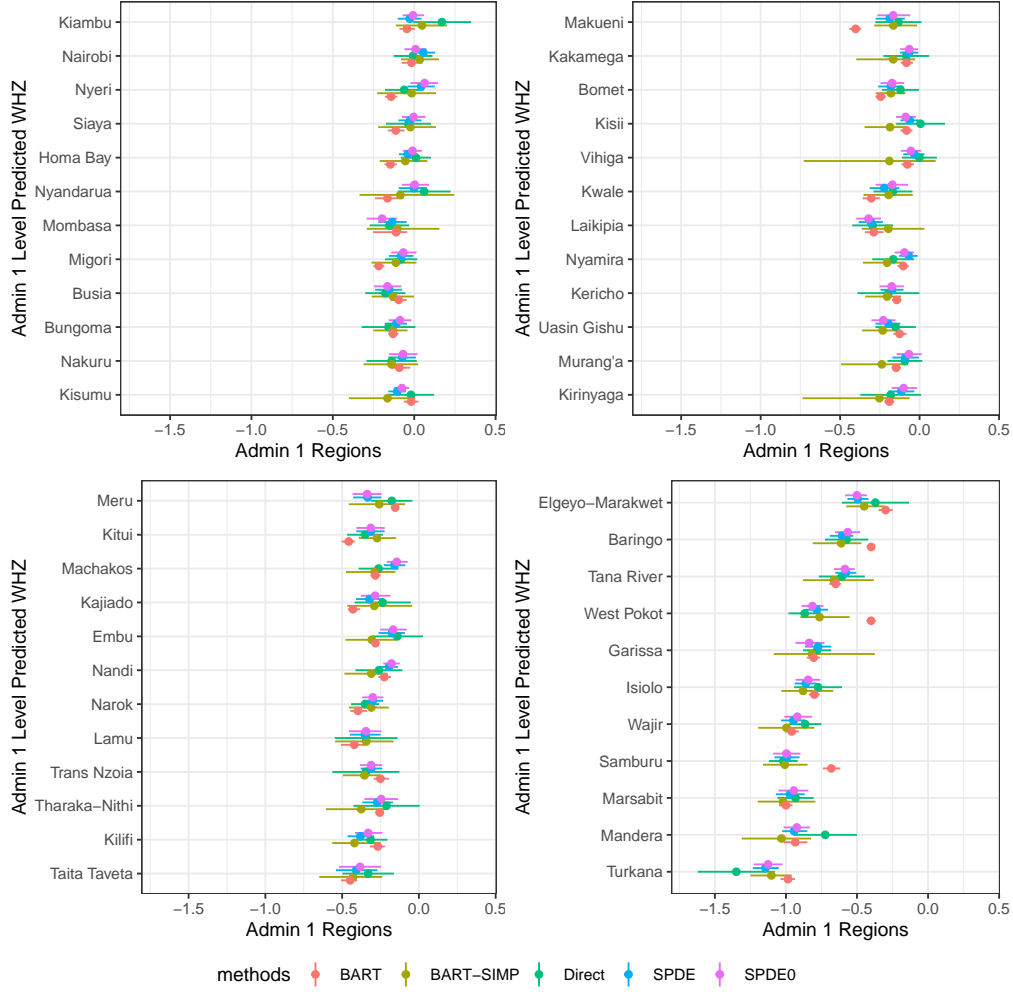 Admin 1 Level Predicted WHZ
Kiambu
Nairobi
Nyeri
Siaya
Homa Bay
Nyandarua
Mombasa
Migori
Busia
Bungoma
Nakuru
Kisumu
−1.5 −1.0 −0.5 0.0 0.5
Admin 1 Regions
Admin 1 Level Predicted WHZ
Makueni
Kakamega
Bomet
Kisii
Vihiga
Kwale
Laikipia
Nyamira
Kericho
Uasin Gishu
Murang'a
Kirinyaga
−1.5 −1.0 −0.5 0.0 0.5
Admin 1 Regions
Admin 1 Level Predicted WHZ
Meru
Kitui
Machakos
Kajiado
Embu
Nandi
Narok
Lamu
Trans Nzoia
Tharaka−Nithi
Kilifi
Taita Taveta
−1.5 −1.0 −0.5 0.0 0.5
Admin 1 Regions
Admin 1 Level Predicted WHZ
Elgeyo−Marakwet
Baringo
Tana River
West Pokot
Garissa
Isiolo
Wajir
Samburu
Marsabit
Mandera
Turkana
−1.5 −1.0 −0.5 0.0 0.5
Admin 1 Regions
methods BART BART−SIMP Direct SPDE SPDE0